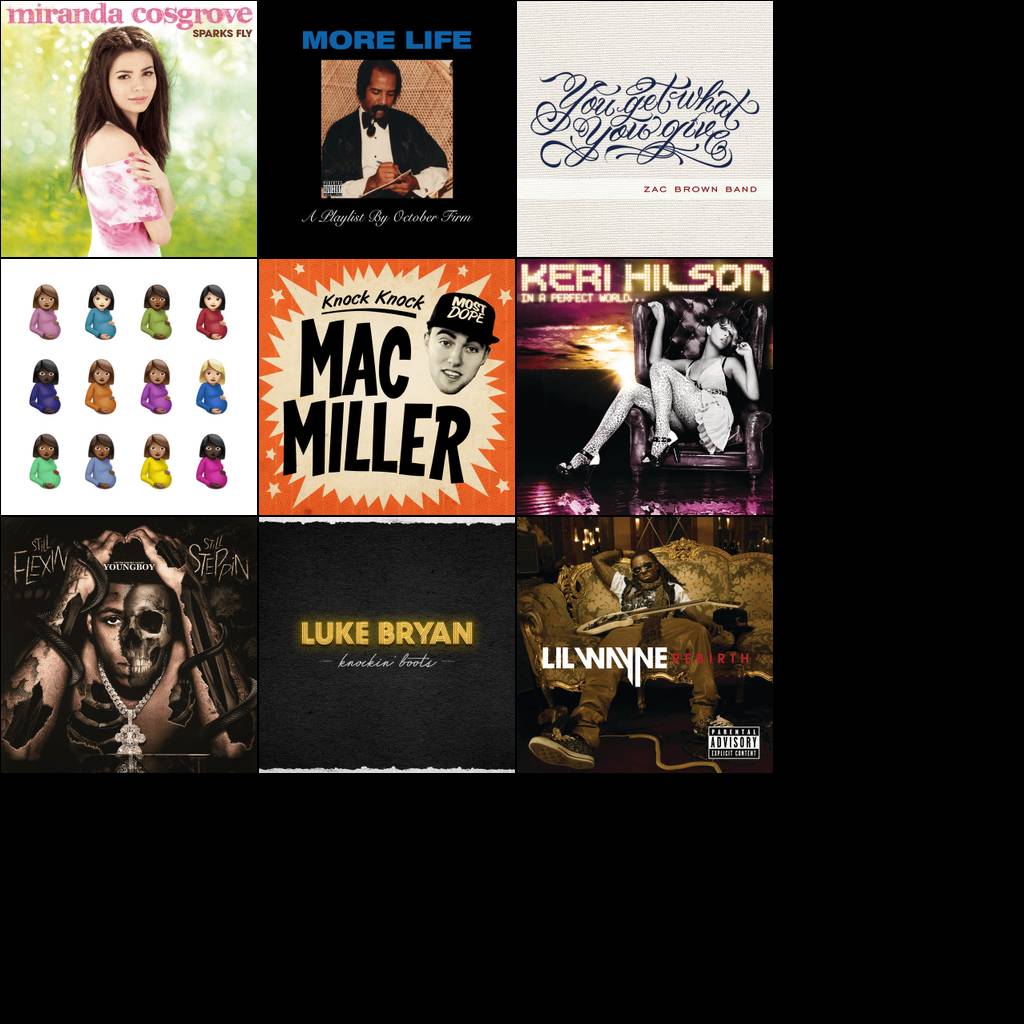 miranda cosgrove
SPARKS FLY
MORE LIFE
PARENTAL
ADVISORY
EXPLICIT CONTENT
A Playlist By October Firm
You get what
You give
ZAC BROWN BAND
Knock Knock
MOST
DOPE
MAC
MILLER
KERI HILSON
IN A PERFECT WORLD...
STILL
FLEXIN
STILL
STEPPIN
YOUNGBOY
LUKE BRYAN
knockin' boots
LIL WAYNE REBIRTH
PARENTAL
ADVISORY
EXPLICIT CONTENT